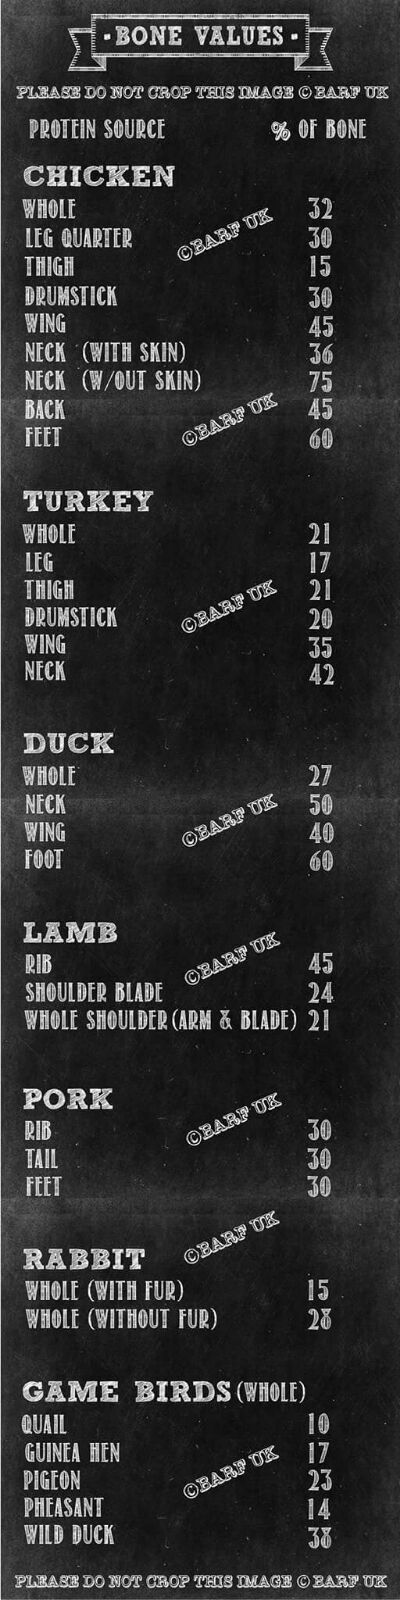 · BONE VALUES ·
PLEASE DO NOT CROP THIS IMAGE © BARF UK
PROTEIN SOURCE % OF BONE
CHICKEN
WHOLE 32
©BARF UK
LEG QUARTER 30
THIGH 15
DRUMSTICK 30
WING 45
NECK (WITH SKIN) 36
NECK (W/OUT SKIN) 75
BACK 45
©BARF UK
FEET 60
TURKEY
WHOLE 21
LEG 17
THIGH 21
©BARF UK
DRUMSTICK 20
WING 35
NECK 42
DUCK
WHOLE 27
NECK 50
©BARF UK
WING 40
FOOT 60
LAMB
©BARF UK
RIB 45
SHOULDER BLADE 24
WHOLE SHOULDER (ARM & BLADE) 21
PORK
©BARF UK
RIB 30
TAIL 30
FEET 30
©BARF UK
RABBIT
WHOLE (WITH FUR) 15
WHOLE (WITHOUT FUR) 28
GAME BIRDS (WHOLE)
QUAIL 10
GUINEA HEN 17
©BARF UK
PIGEON 23
PHEASANT 14
WILD DUCK 38
PLEASE DO NOT CROP THIS IMAGE © BARF UK